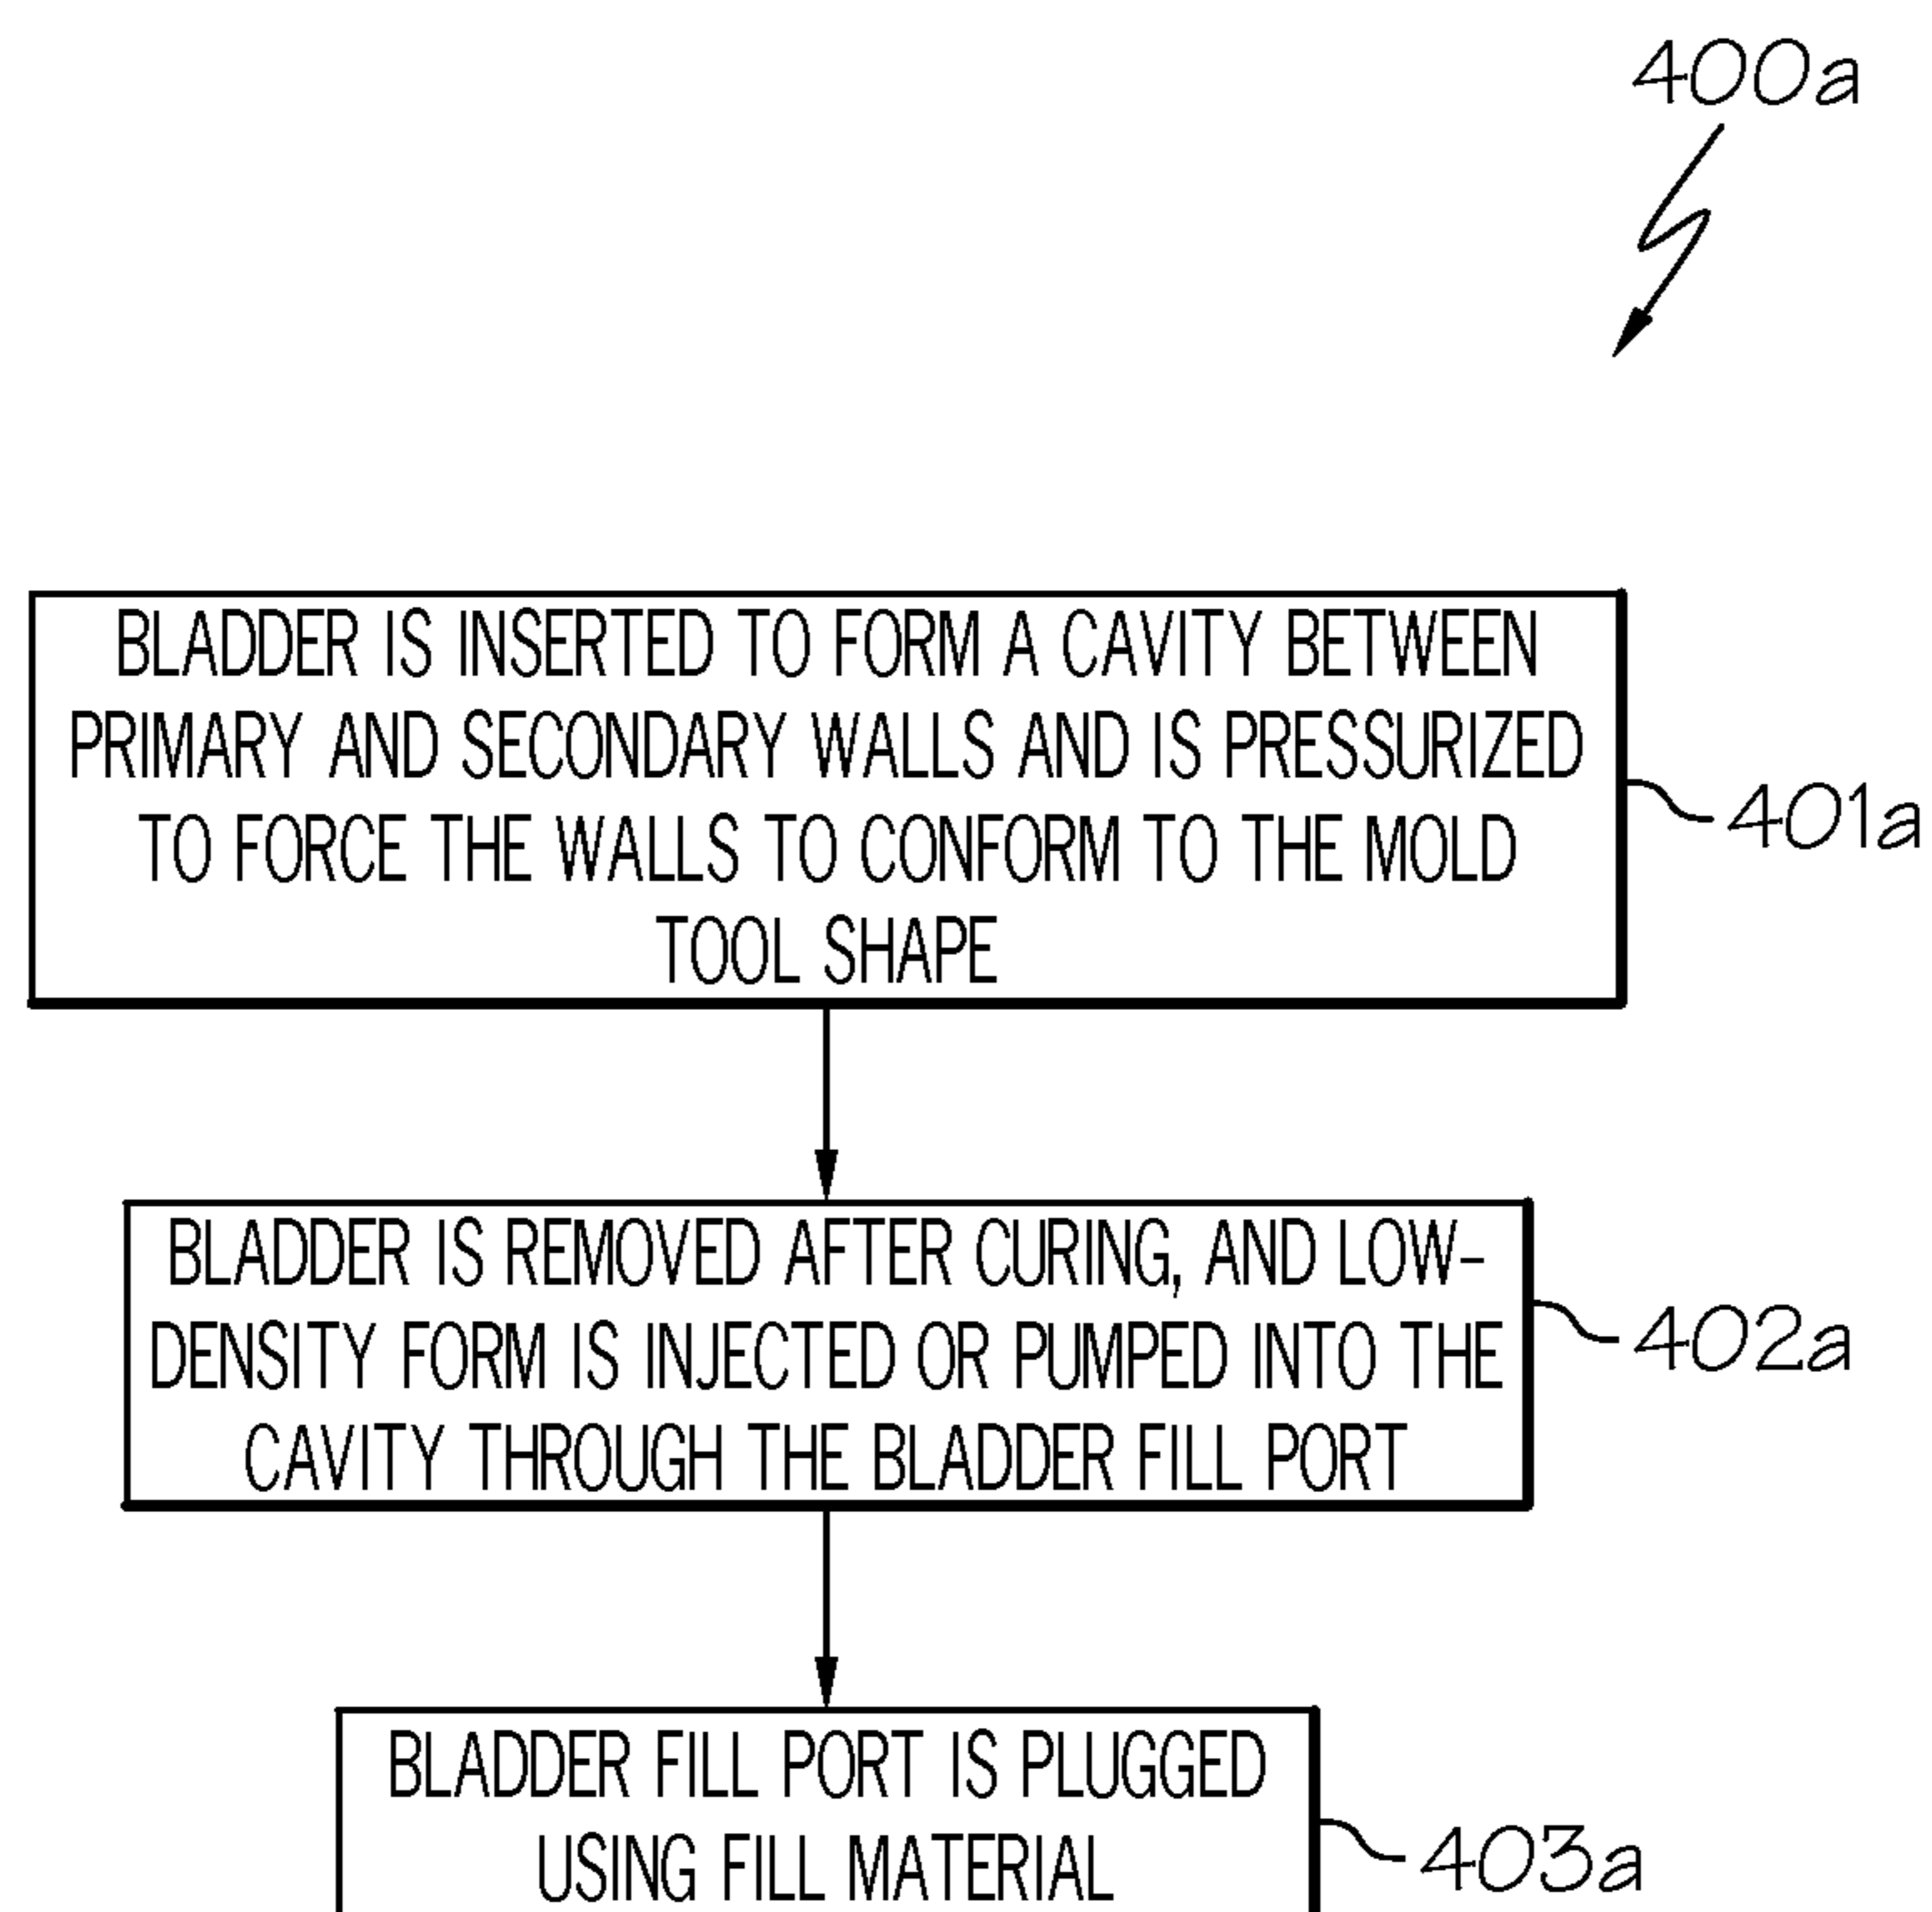 400a
BLADDER IS INSERTED TO FORM A CAVITY BETWEEN
PRIMARY AND SECONDARY WALLS AND IS PRESSURIZED
TO FORCE THE WALLS TO CONFORM TO THE MOLD
TOOL SHAPE
401a
BLADDER IS REMOVED AFTER CURING, AND LOW-
DENSITY FORM IS INJECTED OR PUMPED INTO THE
CAVITY THROUGH THE BLADDER FILL PORT
402a
BLADDER FILL PORT IS PLUGGED
USING FILL MATERIAL
403a